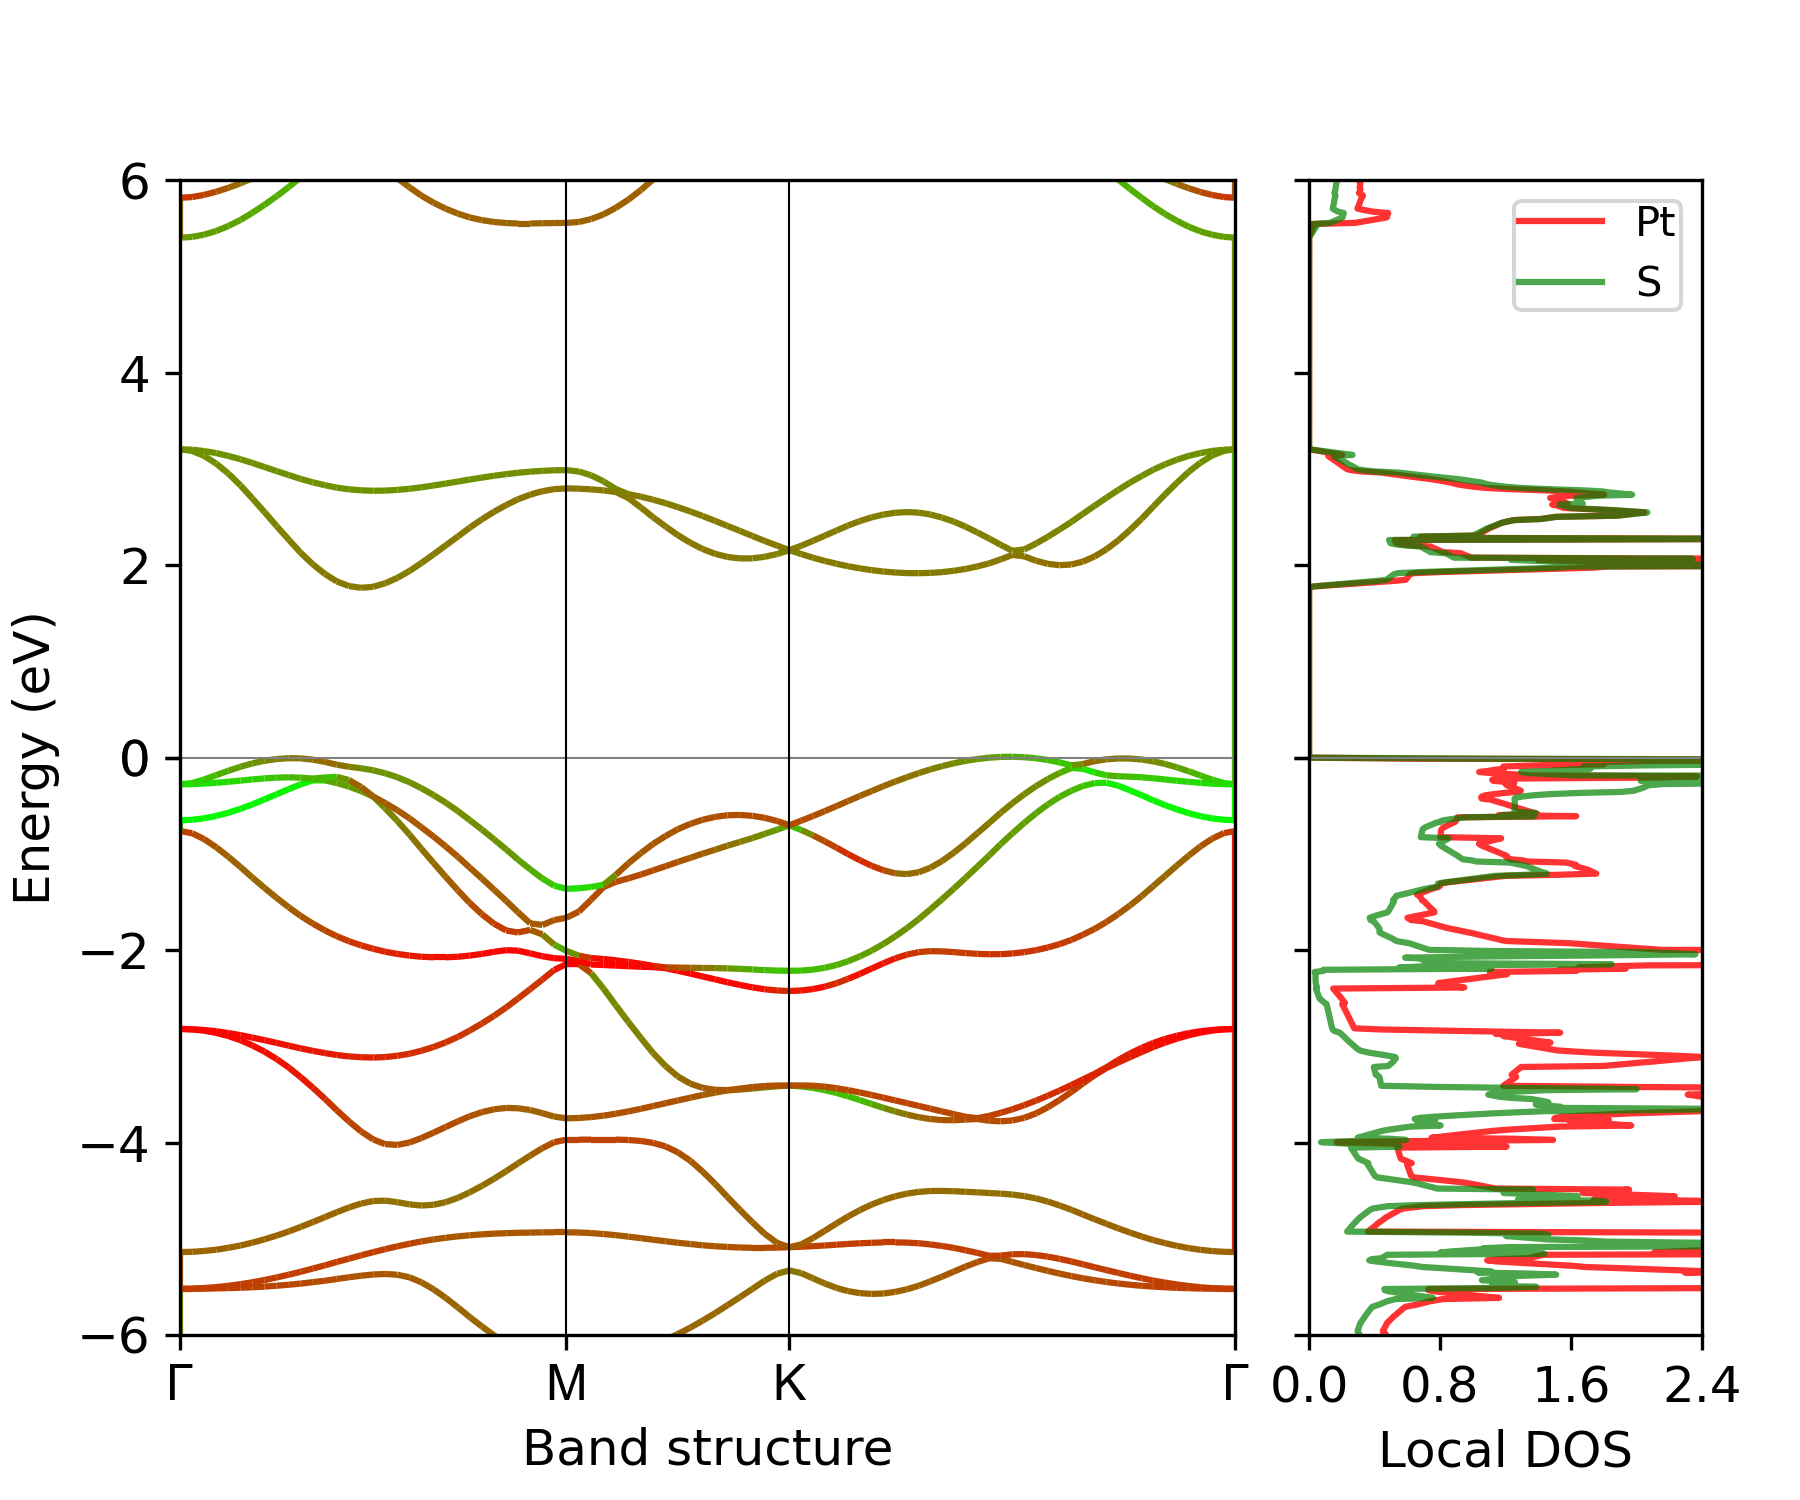 6
4
2
0
−2
−4
−6
Energy (eV)
Γ M K Γ
Band structure
Pt
S
0.0 0.8 1.6 2.4
Local DOS